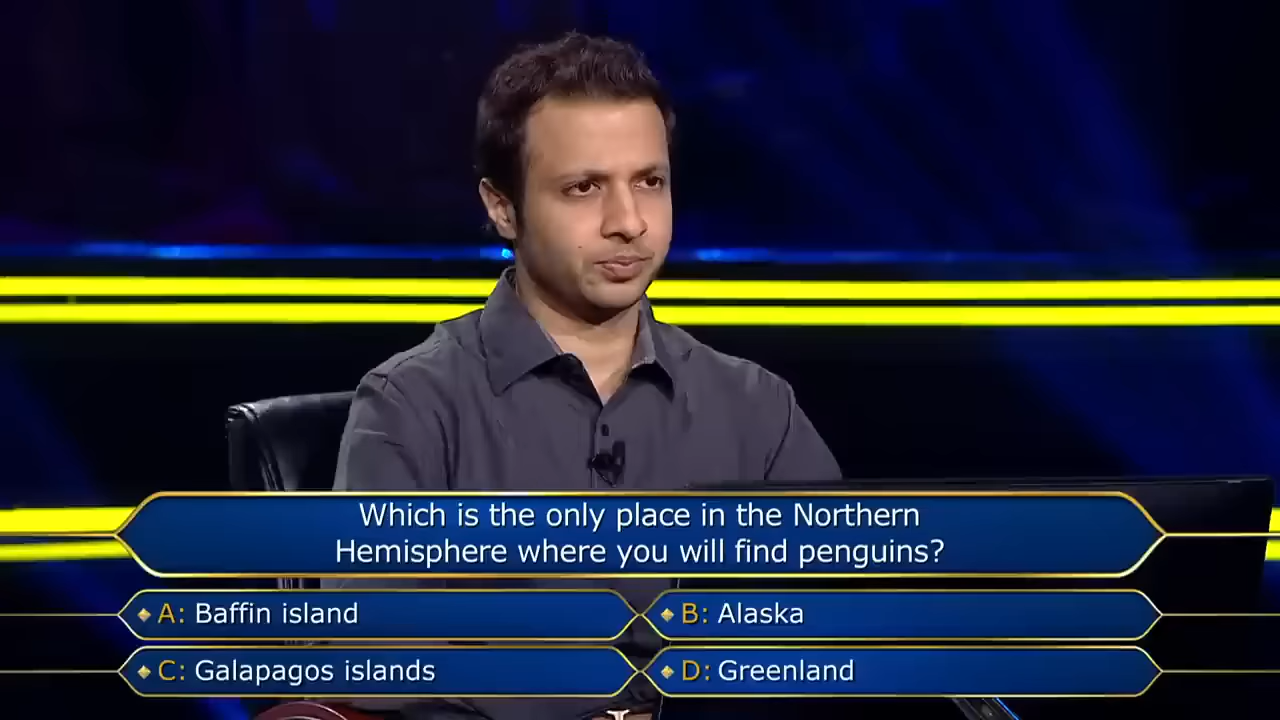 Which is the only place in the Northern
Hemisphere where you will find penguins?
A: Baffin island
B: Alaska
C: Galapagos islands
D: Greenland